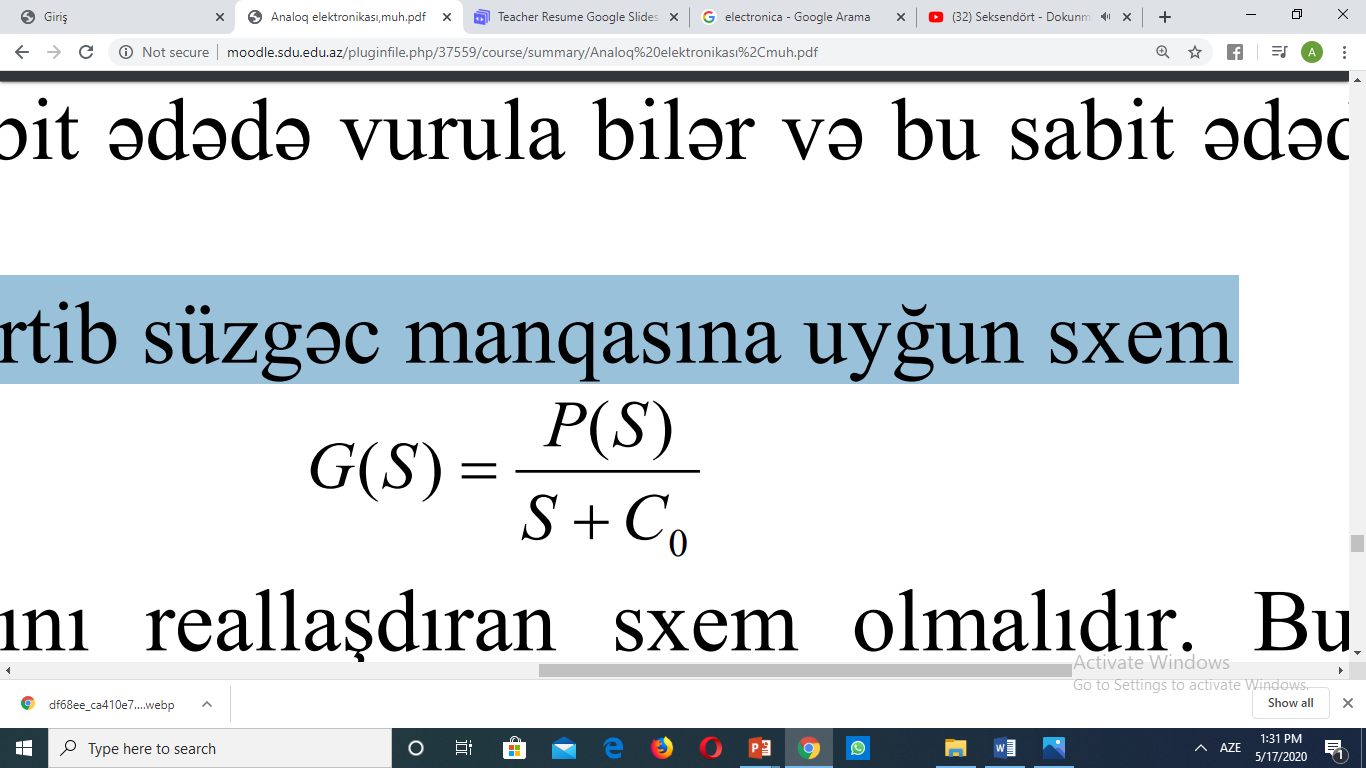 Giriş
Analoq elektronikası,muh.pdf
Teacher Resume Google Slides
electronica - Google Arama
(32) Seksendört - Dokunm
Not secure | moodle.sdu.edu.az/pluginfile.php/37559/course/summary/Analoq%20elektronikası%2Cmuh.pdf
A
bit ədədə vurula bilər və bu sabit ədəd
rtib süzgəc manqasına uyğun sxem
G(S) = P(S) / S + C₀
ını reallaşdıran sxem olmalıdır. Bu
Activate Windows
Go to Settings to activate Windows.
df68ee_ca410e7....webp
Show all
Type here to search
AZE
1:31 PM
5/17/2020
1